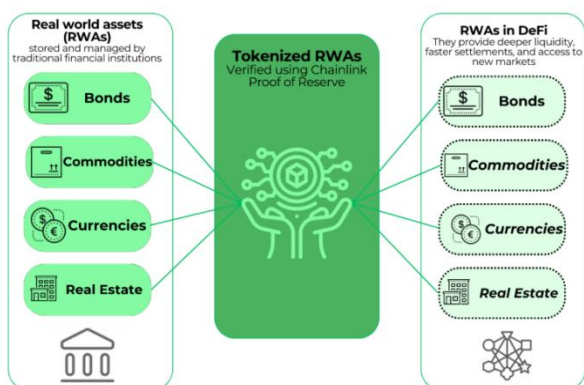 Real world assets
(RWAs)
stored and managed by
traditional financial institutions
$
Bonds
Commodities
$
€
Currencies
Real Estate
Tokenized RWAs
Verified using Chainlink
Proof of Reserve
RWAs in DeFi
They provide deeper liquidity,
faster settlements, and access to
new markets
$
Bonds
Commodities
$
€
Currencies
Real Estate